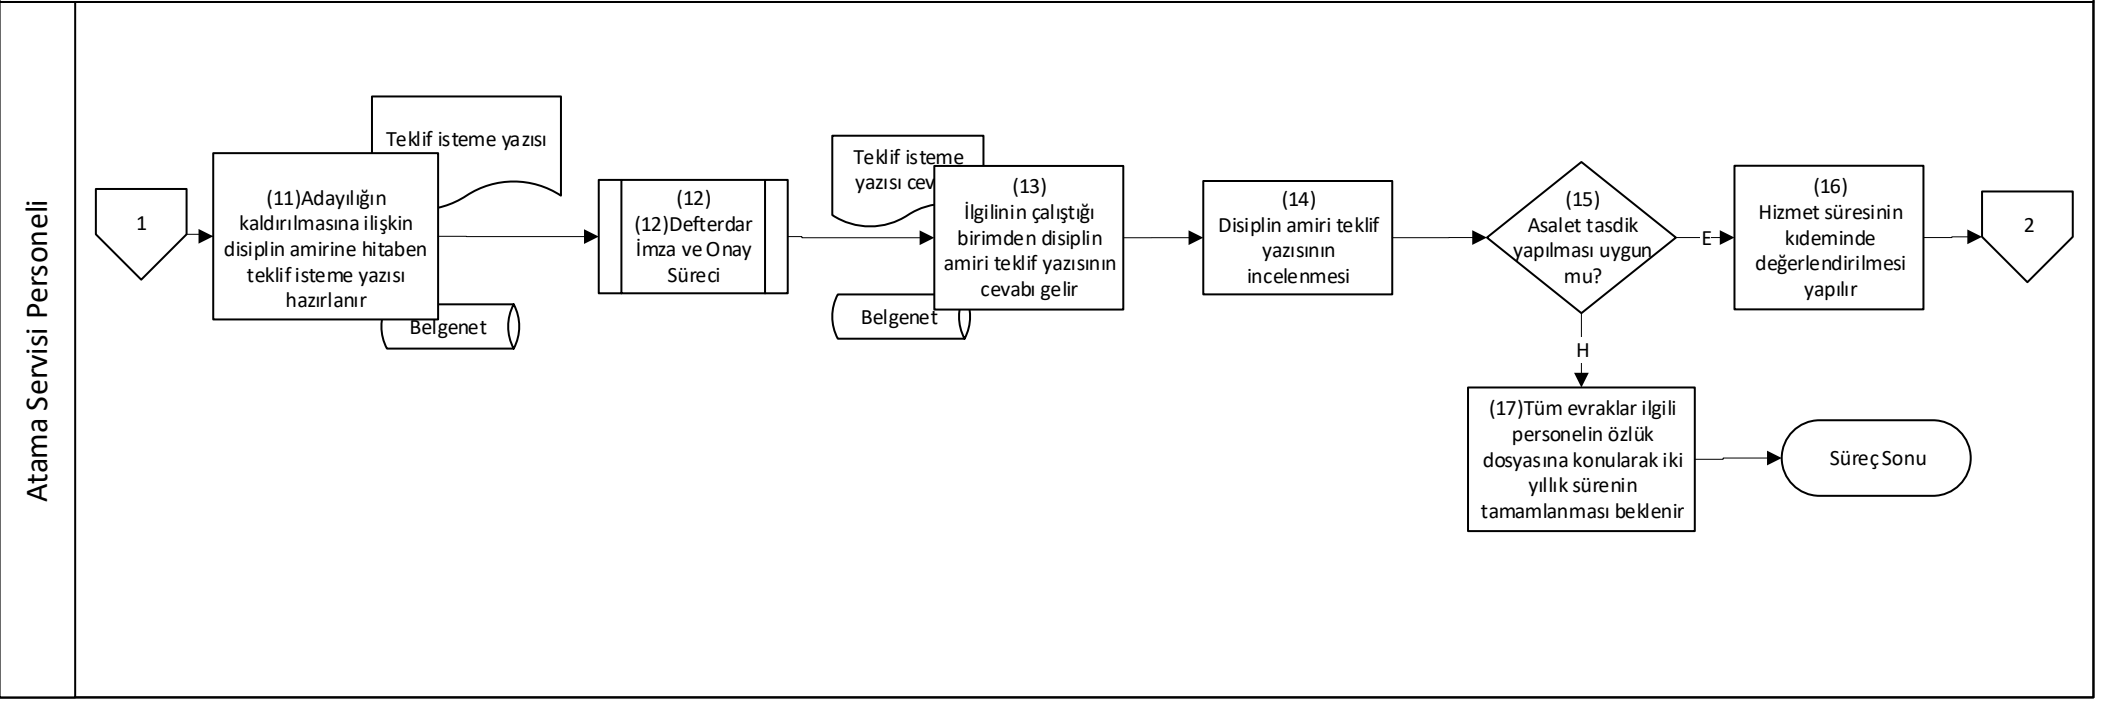 Atama Servisi Personeli
1
Teklif isteme yazısı
(11)Adayılığın
kaldırılmasına ilişkin
disiplin amirine hitaben
teklif isteme yazısı
hazırlanır
Belgenet
(12)
(12)Defterdar
İmza ve Onay
Süreci
Teklif isteme
yazısı cev
(13)
İlgilinin çalıştığı
birimden disiplin
amiri teklif yazısının
cevabı gelir
Belgenet
(14)
Disiplin amiri teklif
yazısının
incelenmesi
(15)
Asalet tasdik
yapılması uygun
mu?
E
(16)
Hizmet süresinin
kıdeminde
değerlendirilmesi
yapılır
2
H
(17)Tüm evraklar ilgili
personelin özlük
dosyasına konularak iki
yıllık sürenin
tamamlanması beklenir
Süreç Sonu